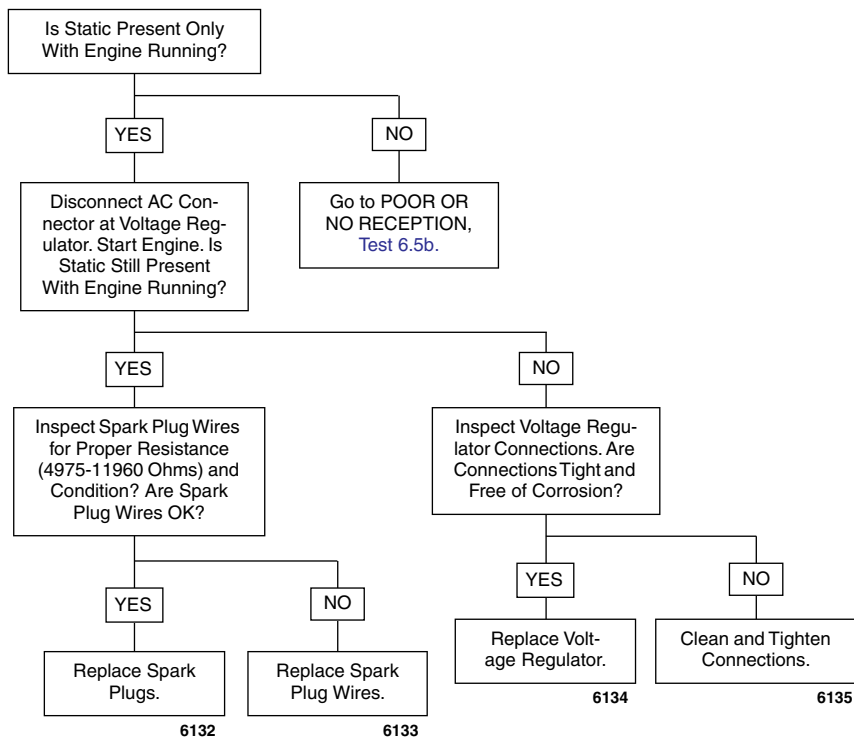 Is Static Present Only
With Engine Running?
YES
NO
Disconnect AC Con-
nector at Voltage Reg-
ulator. Start Engine. Is
Static Still Present
With Engine Running?
Go to POOR OR
NO RECEPTION,
Test 6.5b.
YES
NO
Inspect Spark Plug Wires
for Proper Resistance
(4975-11960 Ohms) and
Condition? Are Spark
Plug Wires OK?
Inspect Voltage Regu-
lator Connections. Are
Connections Tight and
Free of Corrosion?
YES
NO
YES
NO
Replace Spark
Plugs.
Replace Spark
Plug Wires.
Replace Volt-
age Regulator.
Clean and Tighten
Connections.
6132
6133
6134
6135